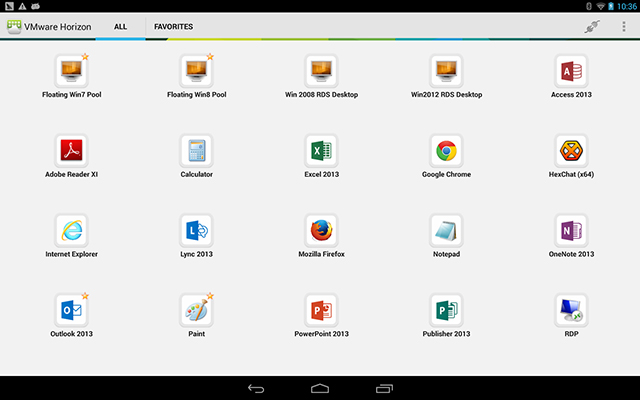 10:36
VMware Horizon
ALL
FAVORITES
Floating Win7 Pool
Floating Win8 Pool
Win 2008 RDS Desktop
Win2012 RDS Desktop
Access 2013
Adobe Reader XI
Calculator
Excel 2013
Google Chrome
HexChat (x64)
Internet Explorer
Lync 2013
Mozilla Firefox
Notepad
OneNote 2013
Outlook 2013
Paint
PowerPoint 2013
Publisher 2013
RDP